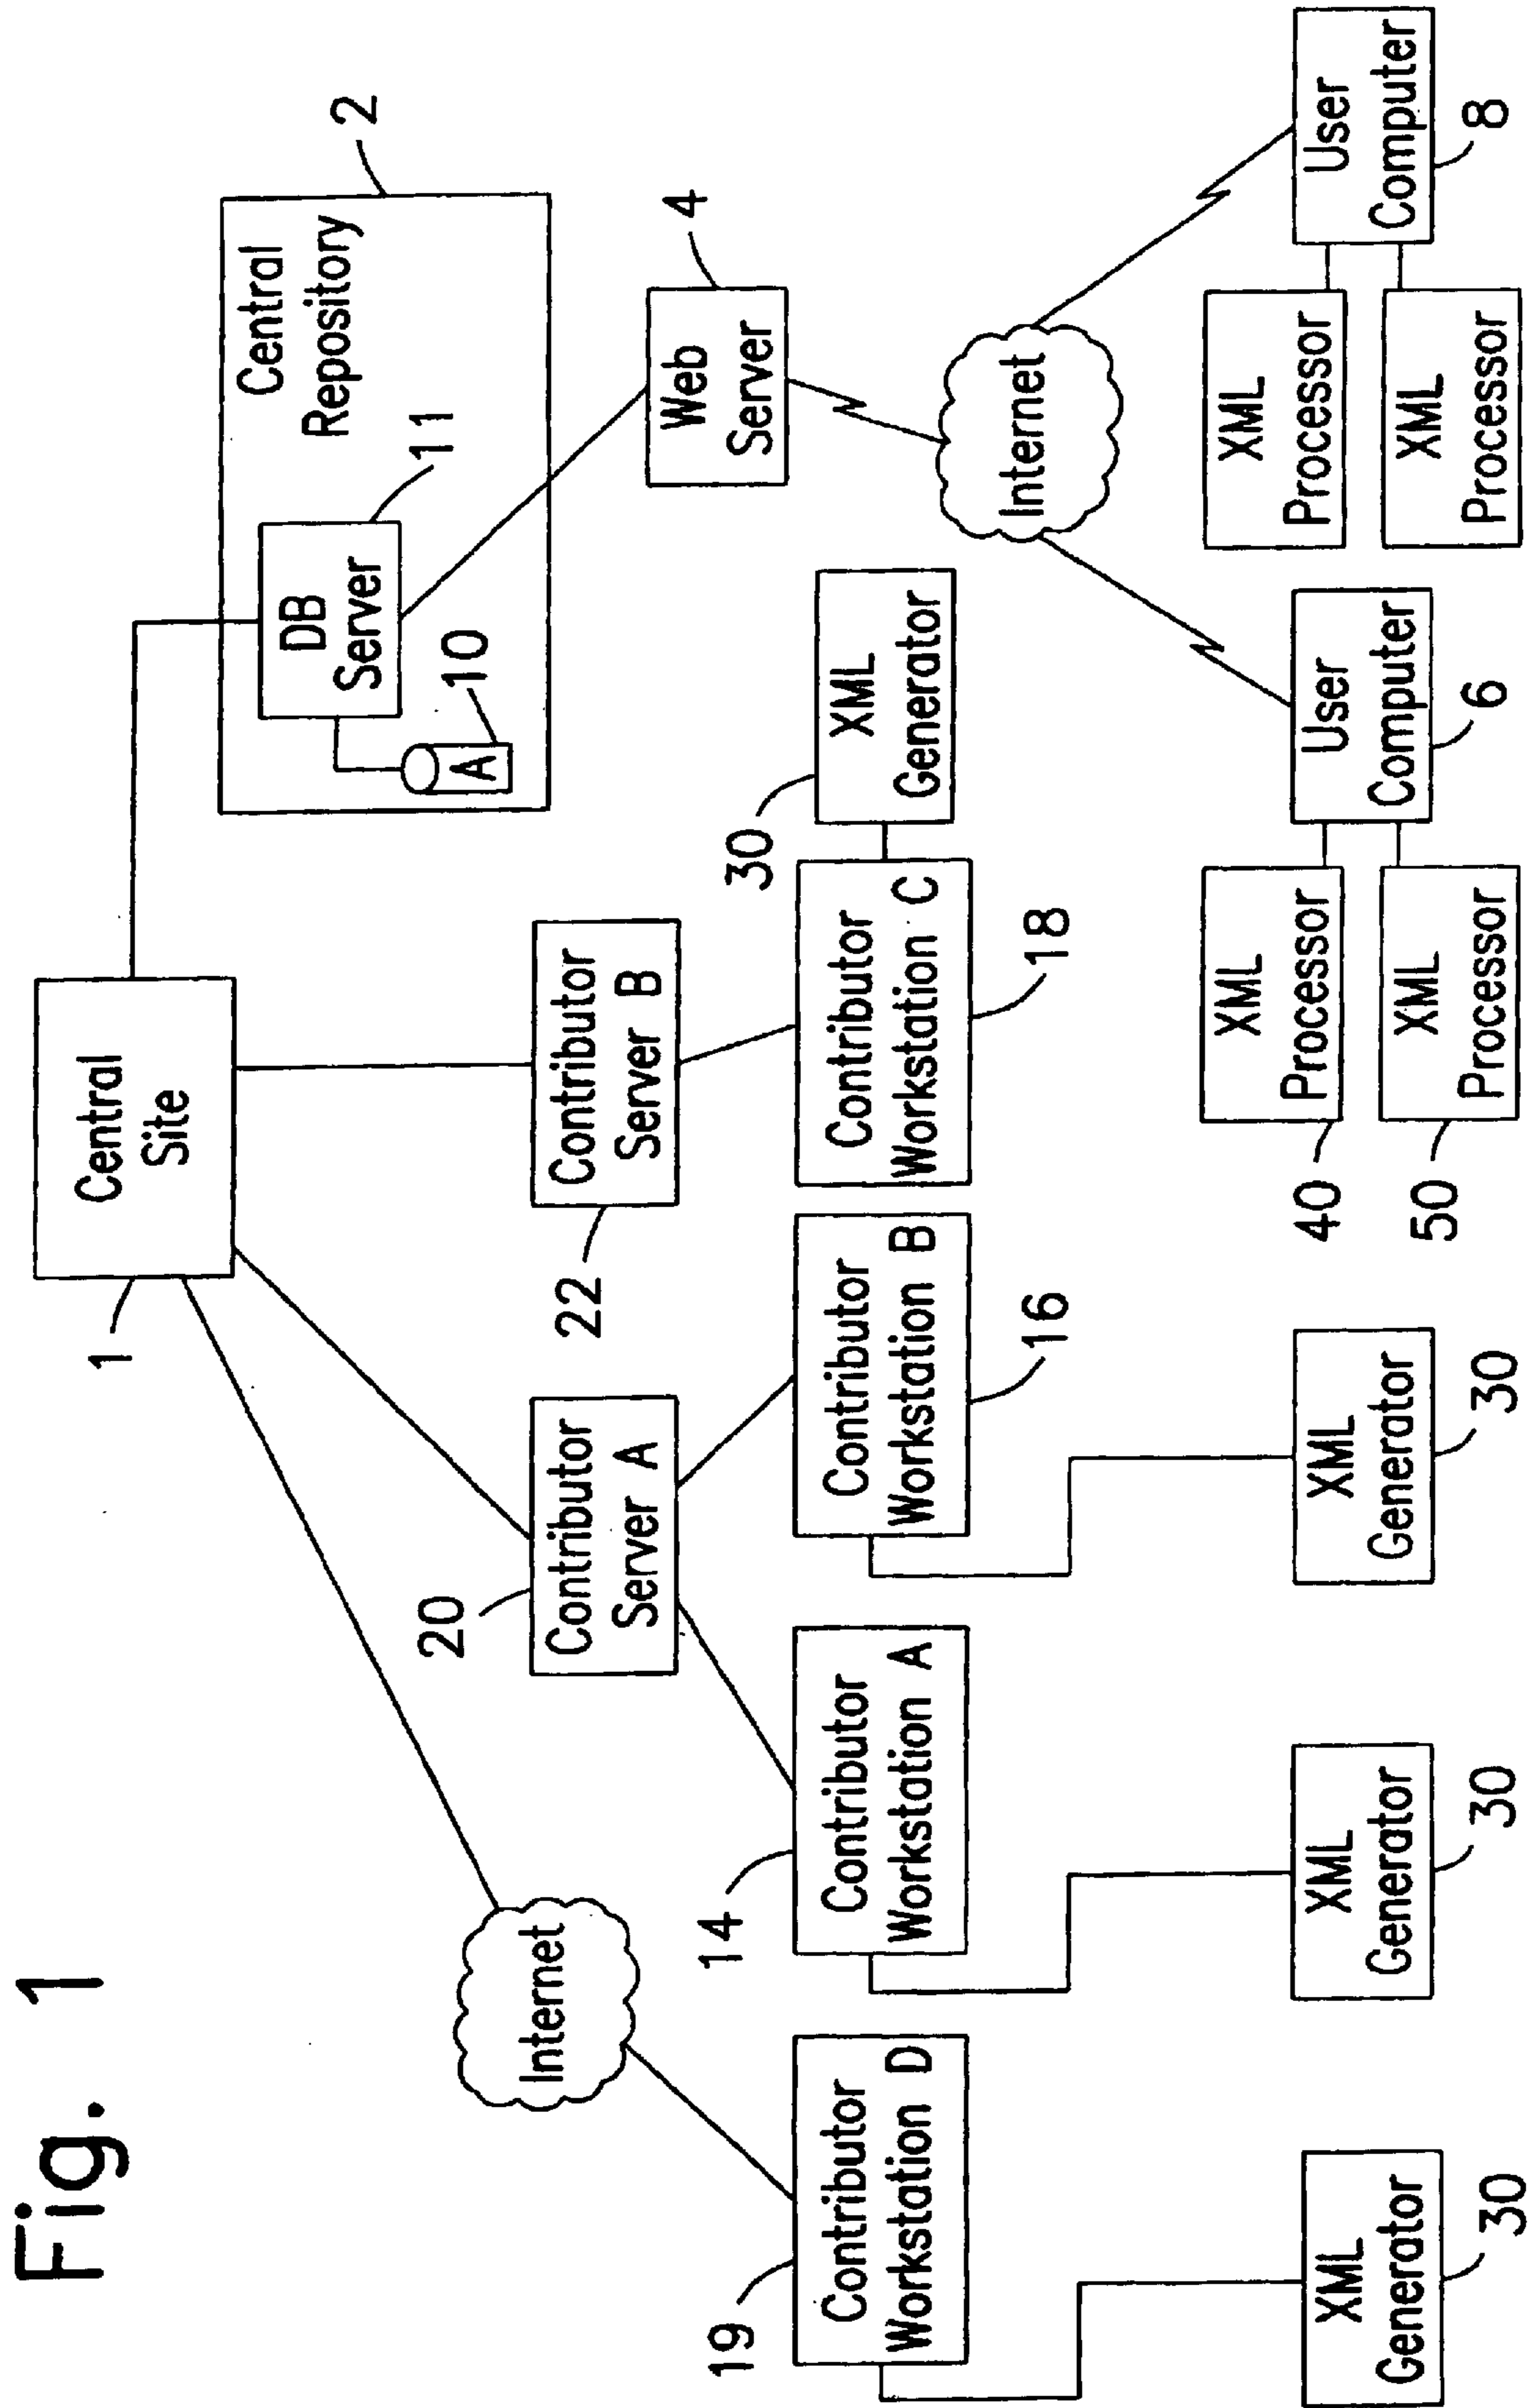 Fig. 1
Central
Site
1
Central
Repository
2
DB
Server
11
A
10
Web
Server
4
Internet
Internet
Contributor
Server A
20
Contributor
Server B
22
Contributor
Workstation D
19
Contributor
Workstation A
14
Contributor
Workstation B
16
Contributor
Workstation C
18
XML
Generator
30
XML
Generator
30
XML
Generator
30
XML
Generator
30
XML
Processor
40
XML
Processor
50
User
Computer
6
XML
Processor
XML
Processor
User
Computer
8